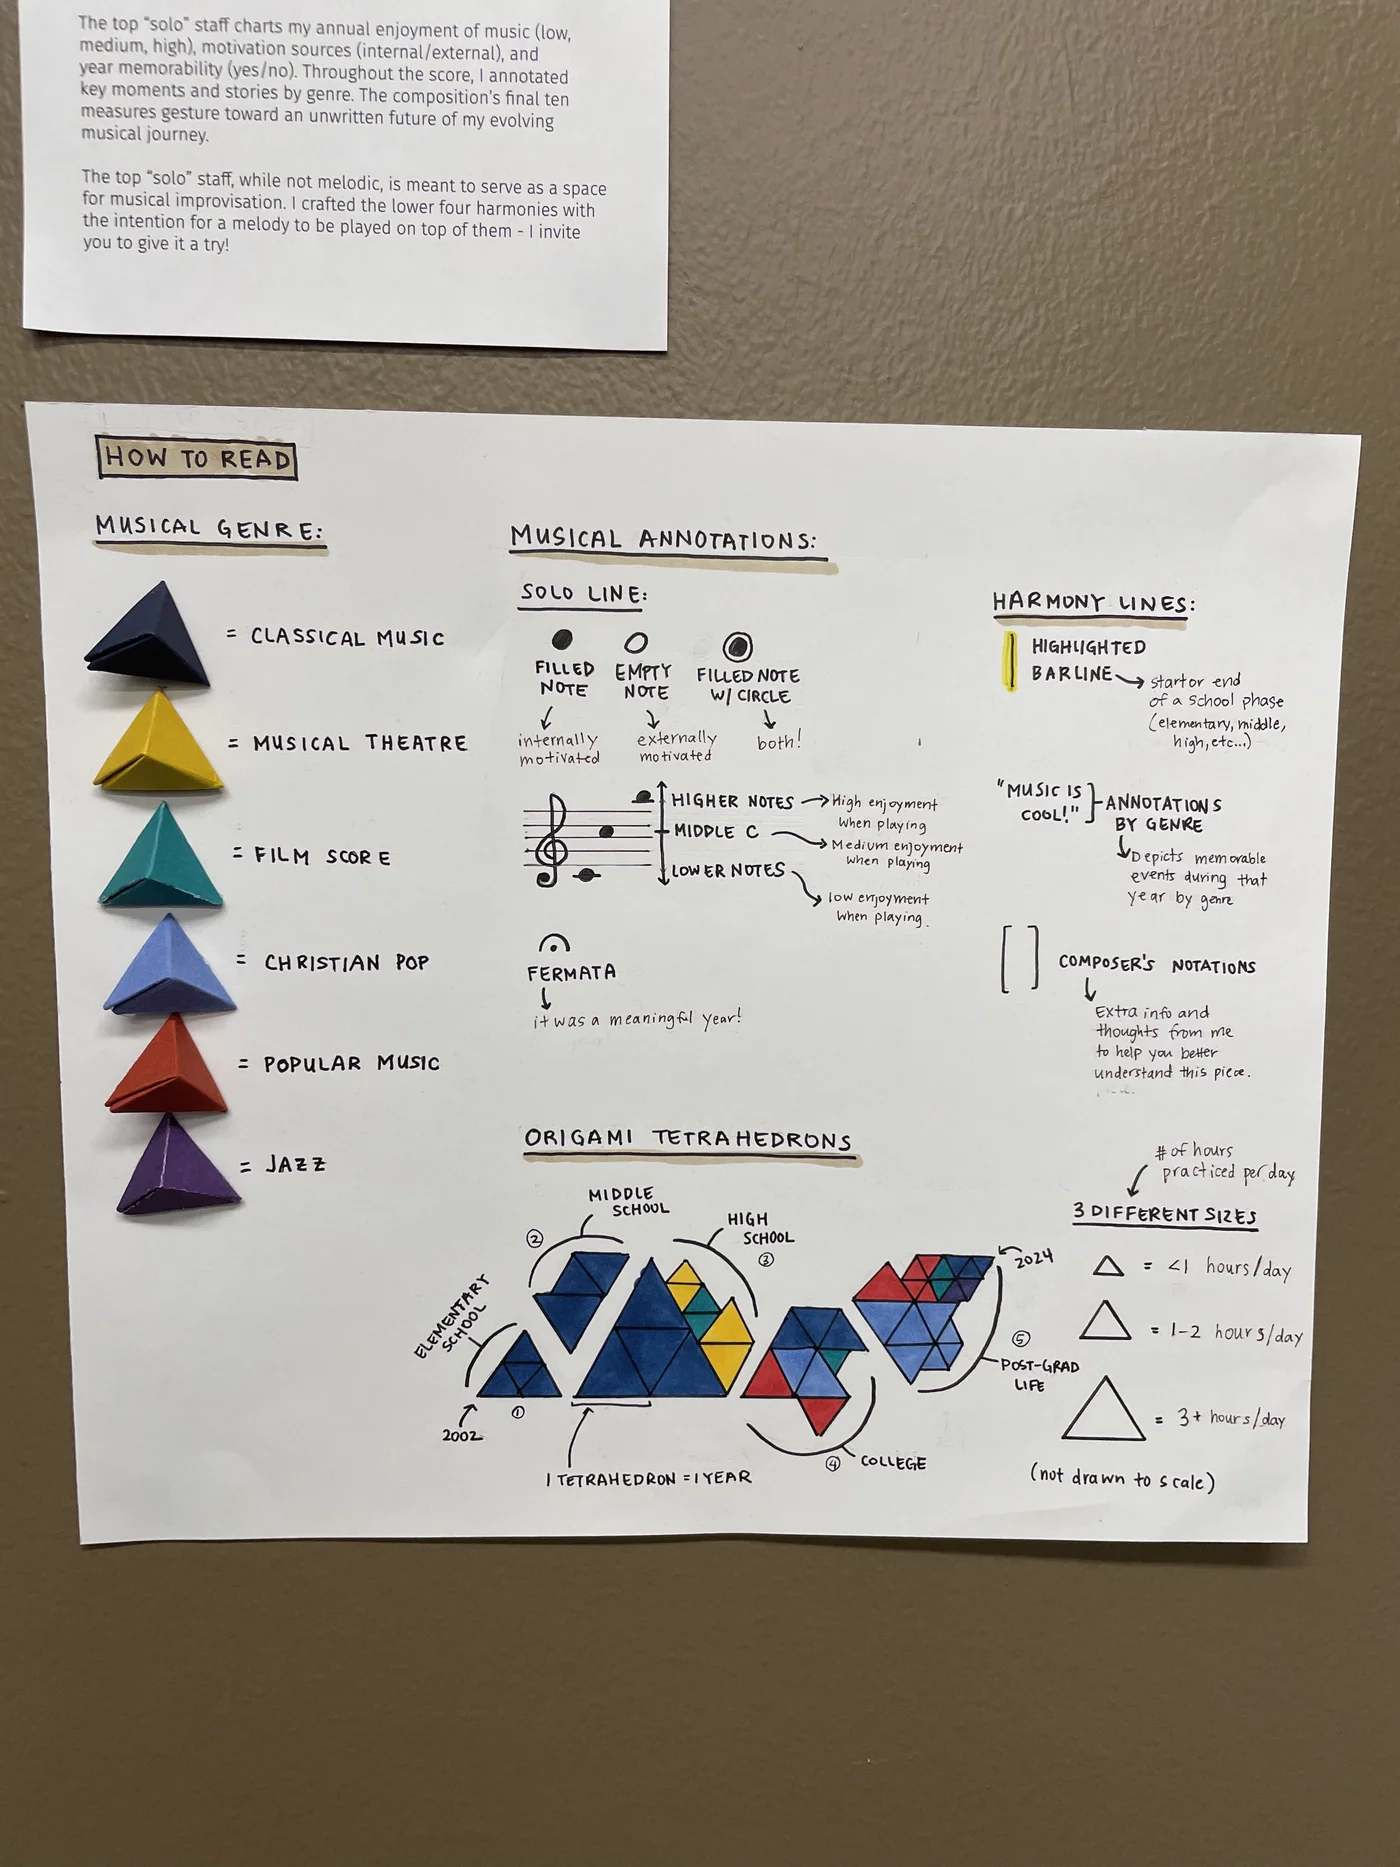 The top “solo” staff charts my annual enjoyment of music (low,
medium, high), motivation sources (internal/external), and
year memorability (yes/no). Throughout the score, I annotated
key moments and stories by genre. The composition's final ten
measures gesture toward an unwritten future of my evolving
musical journey.
The top “solo” staff, while not melodic, is meant to serve as a space
for musical improvisation. I crafted the lower four harmonies with
the intention for a melody to be played on top of them - I invite
you to give it a try!
HOW TO READ
MUSICAL GENRE:
= CLASSICAL MUSIC
= MUSICAL THEATRE
= FILM SCORE
= CHRISTIAN POP
= POPULAR MUSIC
= JAZZ
MUSICAL ANNOTATIONS:
SOLO LINE:
FILLED
NOTE
internally
motivated
EMPTY
NOTE
externally
motivated
FILLED NOTE
W/ CIRCLE
both!
HIGHER NOTES
High enjoyment
when playing
MIDDLE C
Medium enjoyment
when playing
LOWER NOTES
low enjoyment
when playing.
FERMATA
it was a meaningful year!
HARMONY LINES:
HIGHLIGHTED
BARLINE
start or end
of a school phase
(elementary, middle,
high, etc...)
"MUSIC IS
COOL!"
ANNOTATIONS
BY GENRE
Depicts memorable
events during that
year by genre
[ ] COMPOSER'S NOTATIONS
Extra info and
thoughts from me
to help you better
understand this piece.
ORIGAMI TETRAHEDRONS
ELEMENTARY
SCHOOL
1
2002
MIDDLE
SCHOOL
2
HIGH
SCHOOL
3
1 TETRAHEDRON = 1 YEAR
4 COLLEGE
2024
5
POST-GRAD
LIFE
# of hours
practiced per day
3 DIFFERENT SIZES
= <1 hours/day
= 1-2 hours/day
= 3+ hours/day
(not drawn to scale)